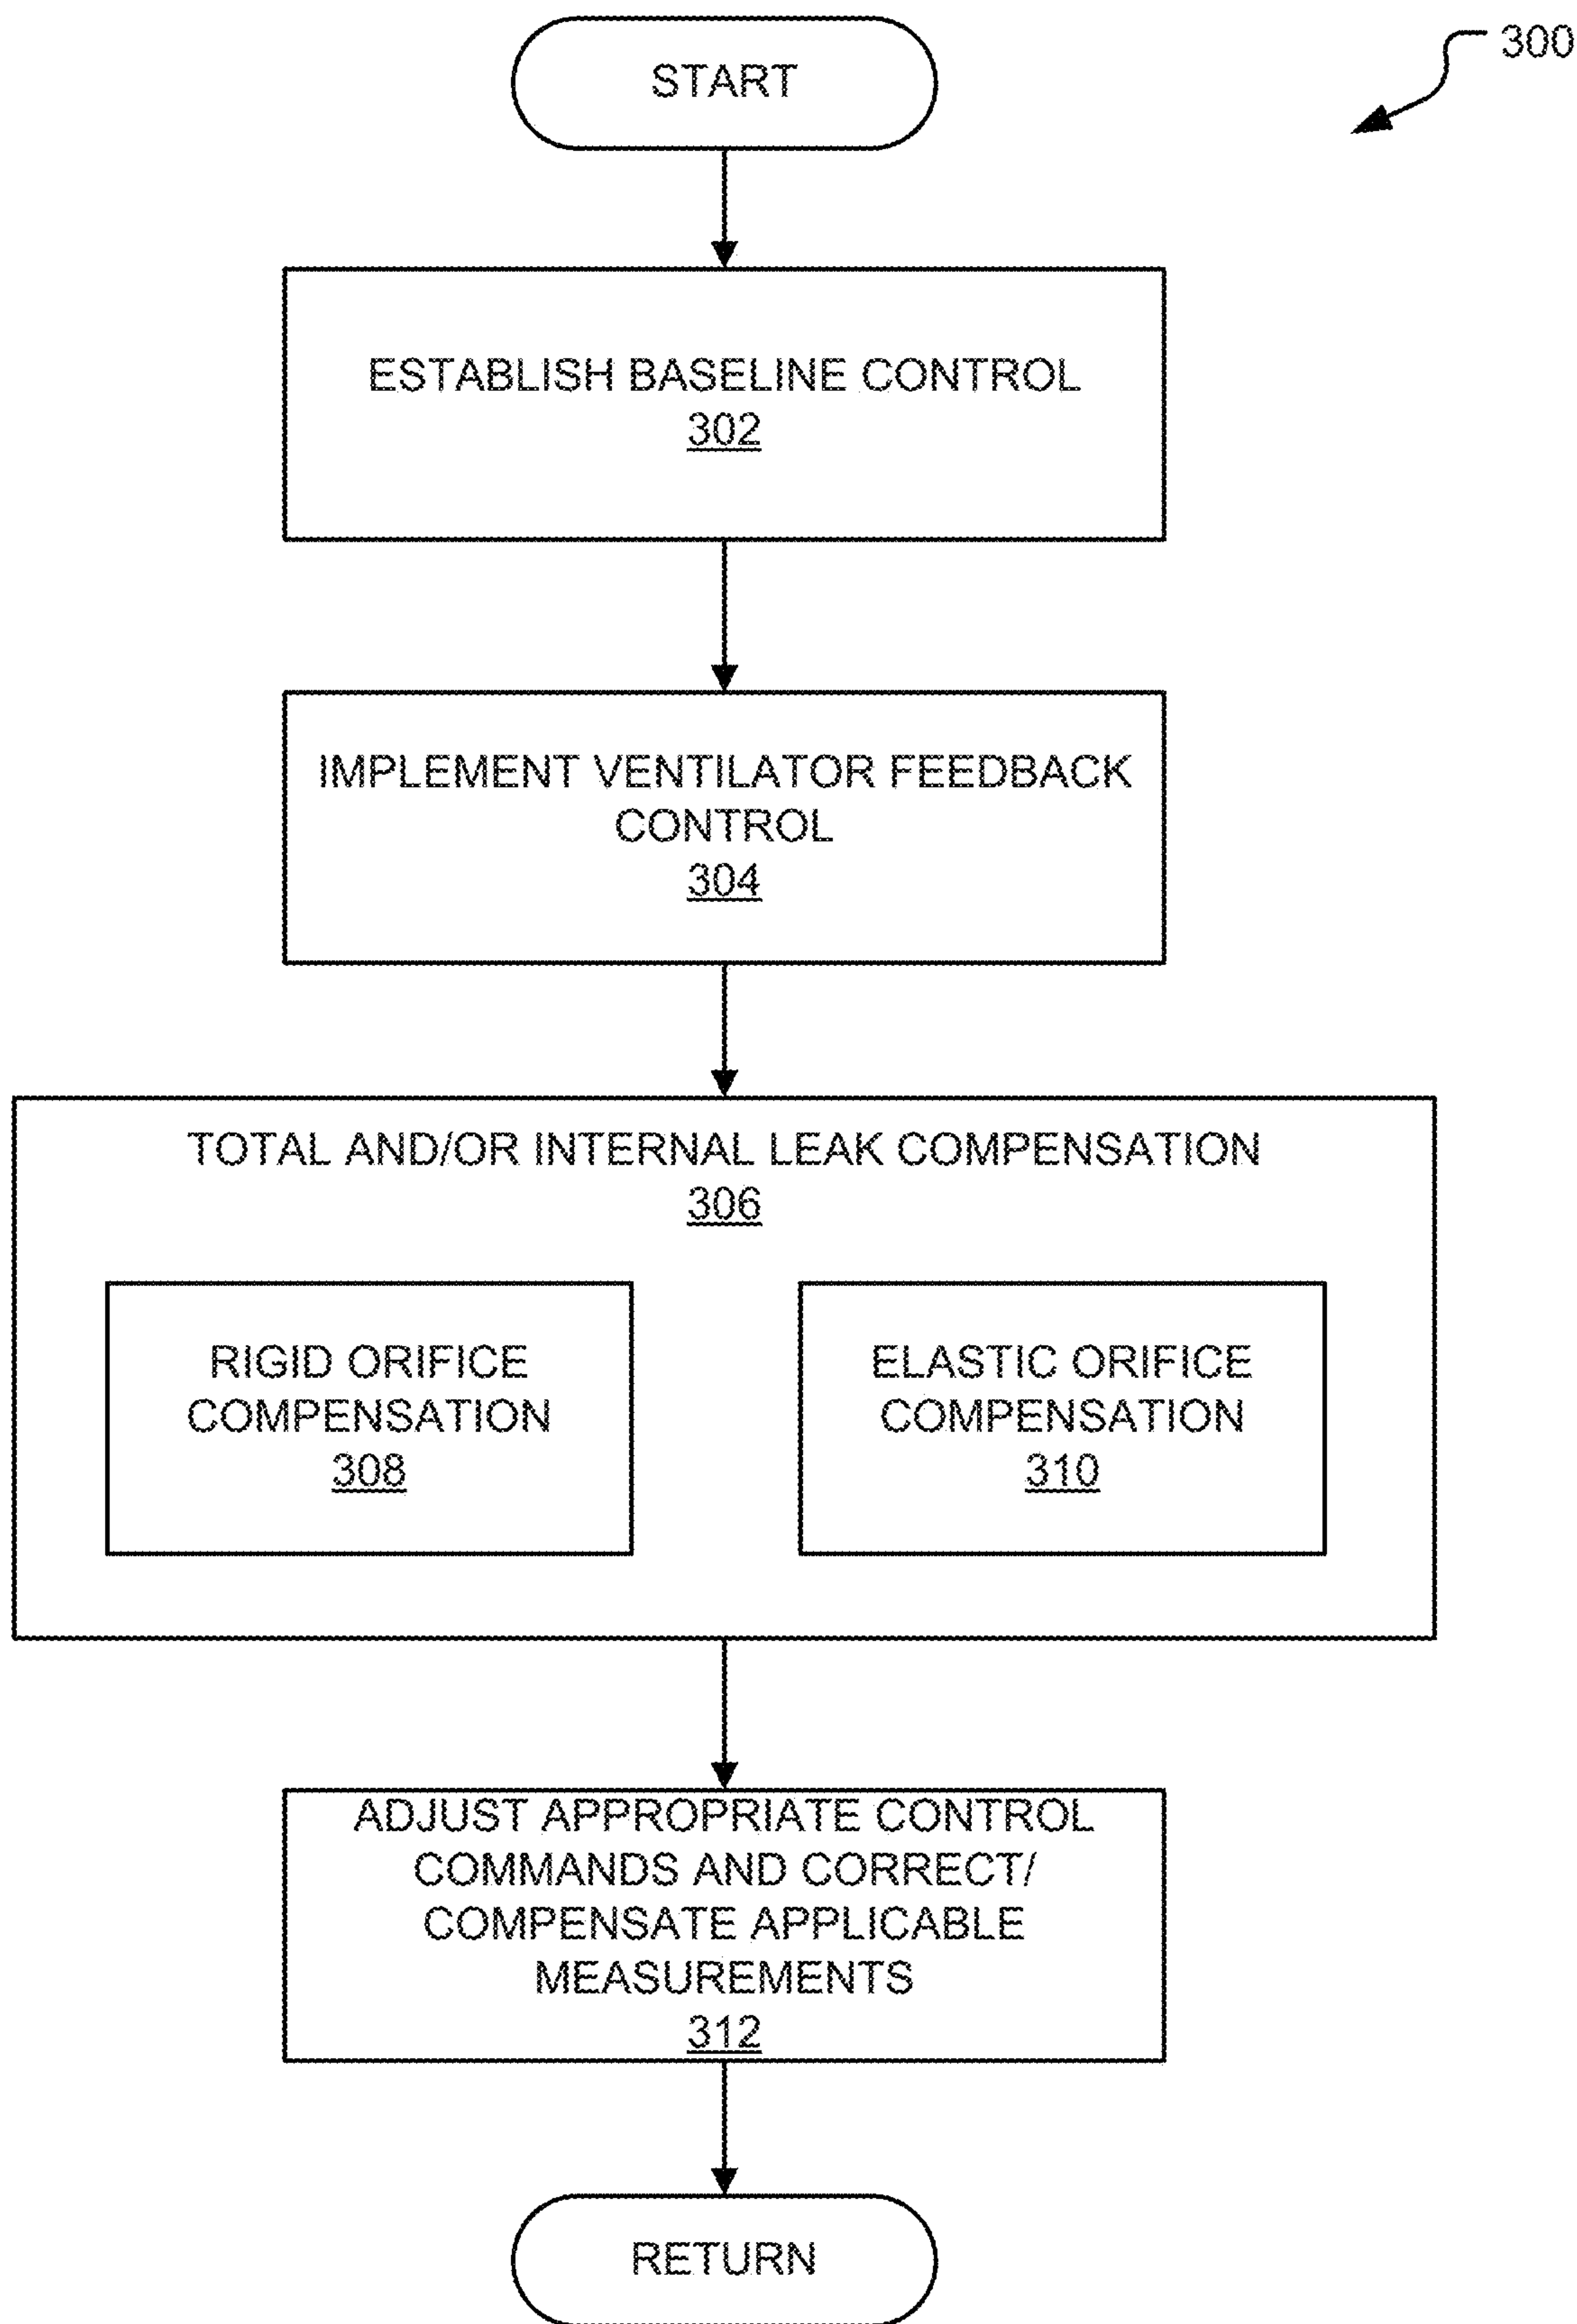 START
300
ESTABLISH BASELINE CONTROL
302
IMPLEMENT VENTILATOR FEEDBACK
CONTROL
304
TOTAL AND/OR INTERNAL LEAK COMPENSATION
306
RIGID ORIFICE
COMPENSATION
308
ELASTIC ORIFICE
COMPENSATION
310
ADJUST APPROPRIATE CONTROL
COMMANDS AND CORRECT/
COMPENSATE APPLICABLE
MEASUREMENTS
312
RETURN